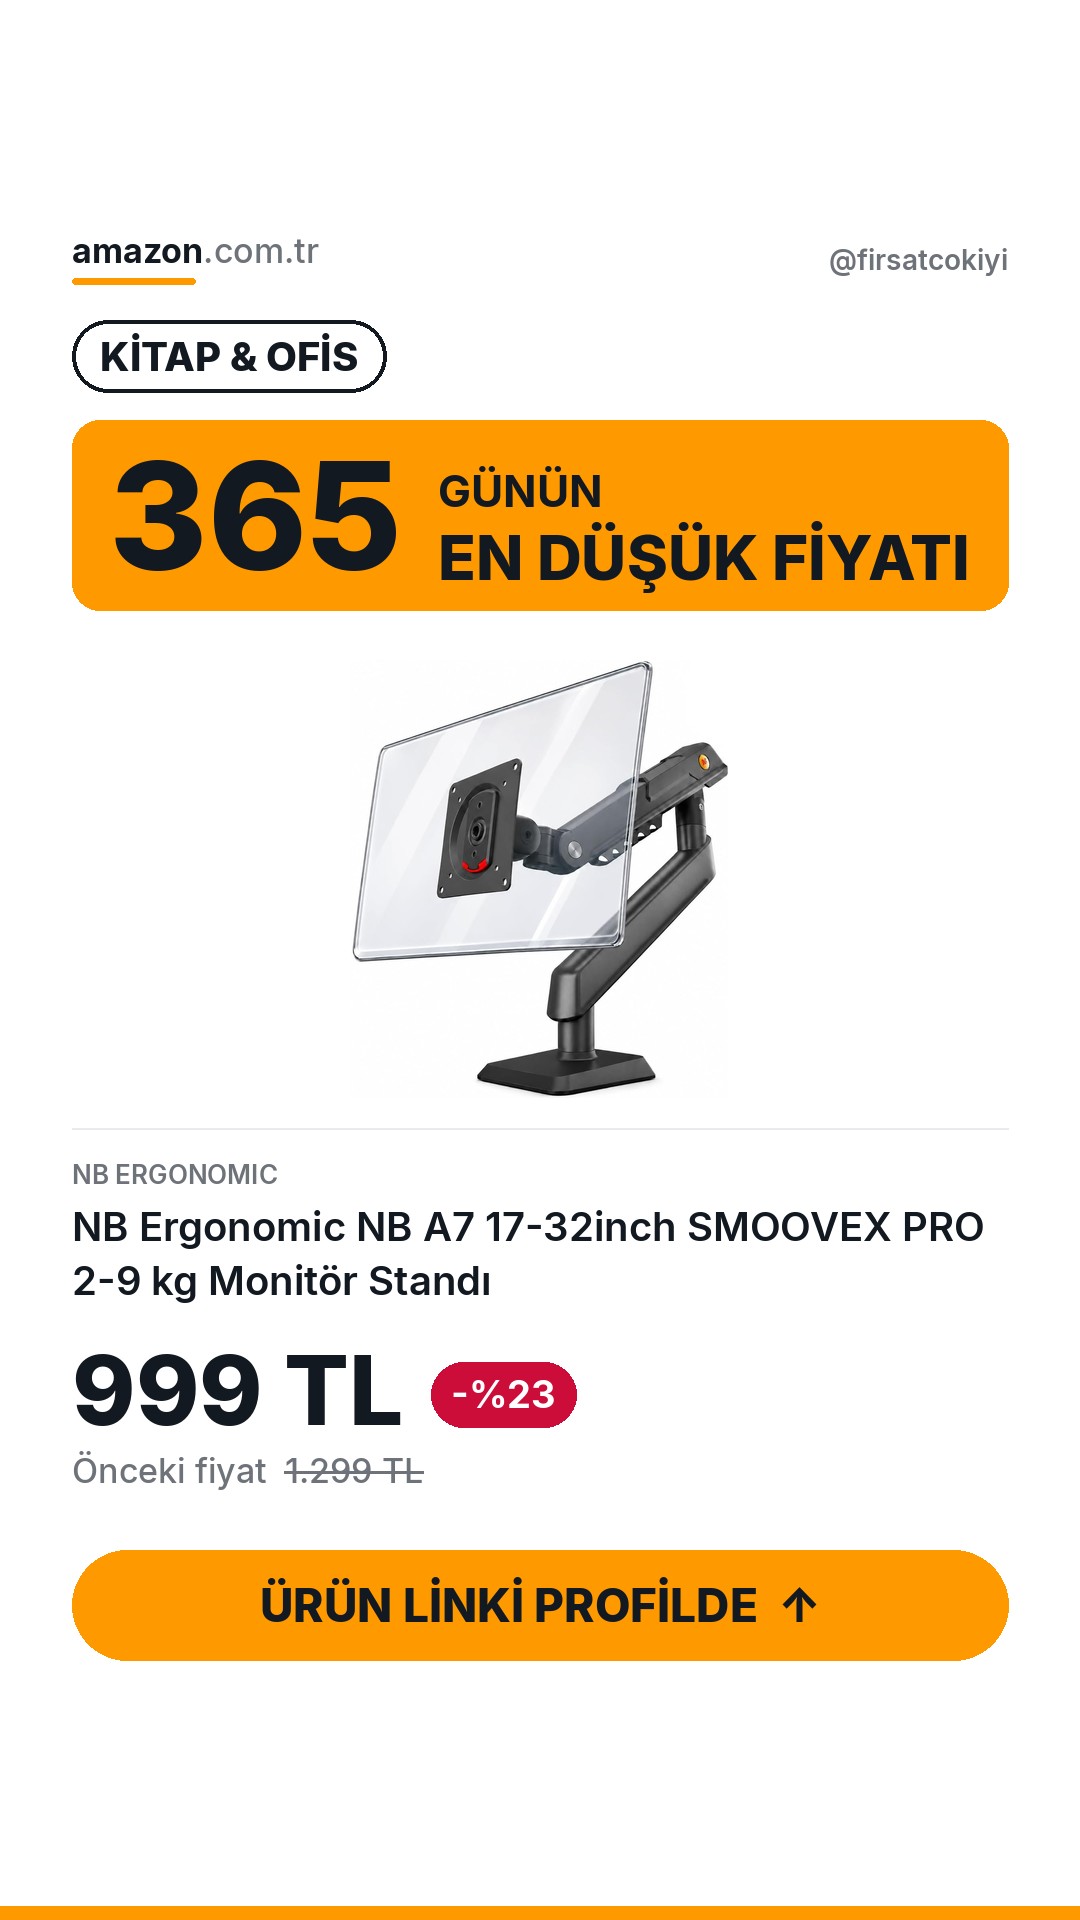 amazon.com.tr
@firsatcokiyi
KİTAP & OFİS
365
GÜNÜN
EN DÜŞÜK FİYATI
NB ERGONOMIC
NB Ergonomic NB A7 17-32inch SMOOVEX PRO
2-9 kg Monitör Standı
999 TL -%23
Önceki fiyat 1.299 TL
ÜRÜN LİNKİ PROFİLDE ↑